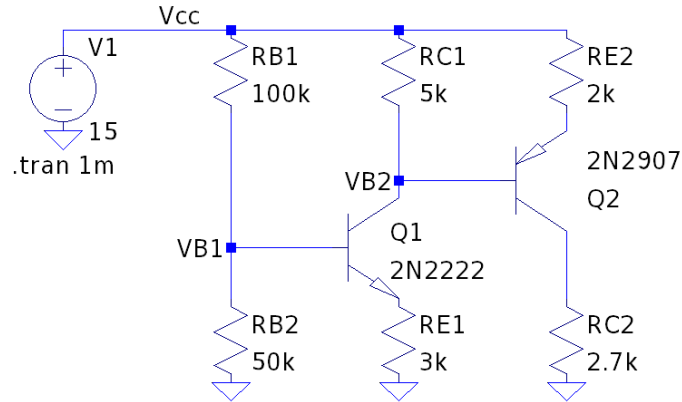 Vcc
V1
15
.tran 1m
RB1
100k
RC1
5k
RE2
2k
VB2
2N2907
Q2
VB1
Q1
2N2222
RB2
50k
RE1
3k
RC2
2.7k